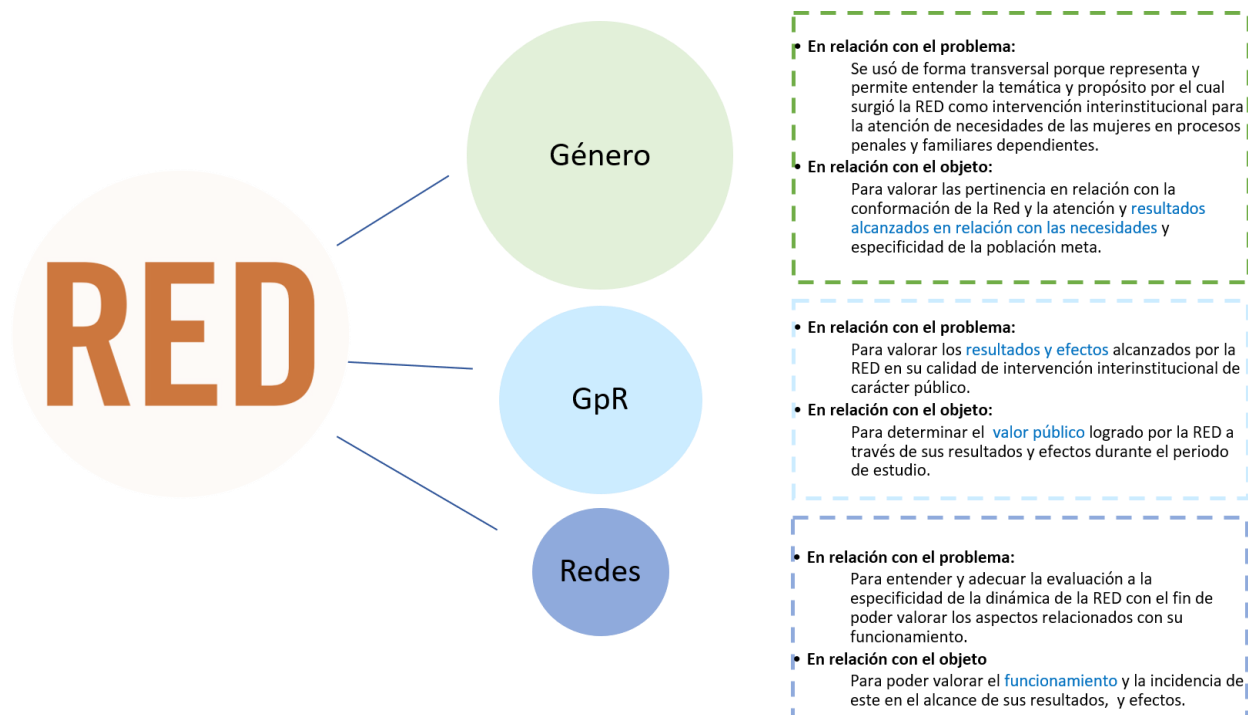 RED
Género
• En relación con el problema:
Se usó de forma transversal porque representa y
permite entender la temática y propósito por el cual
surgió la RED como intervención interinstitucional para
la atención de necesidades de las mujeres en procesos
penales y familiares dependientes.
• En relación con el objeto:
Para valorar las pertinencia en relación con la
conformación de la Red y la atención y resultados
alcanzados en relación con las necesidades y
especificidad de la población meta.
GpR
• En relación con el problema:
Para valorar los resultados y efectos alcanzados por la
RED en su calidad de intervención interinstitucional de
carácter público.
• En relación con el objeto:
Para determinar el valor público logrado por la RED a
través de sus resultados y efectos durante el periodo
de estudio.
Redes
• En relación con el problema:
Para entender y adecuar la evaluación a la
especificidad de la dinámica de la RED con el fin de
poder valorar los aspectos relacionados con su
funcionamiento.
• En relación con el objeto
Para poder valorar el funcionamiento y la incidencia de
este en el alcance de sus resultados, y efectos.